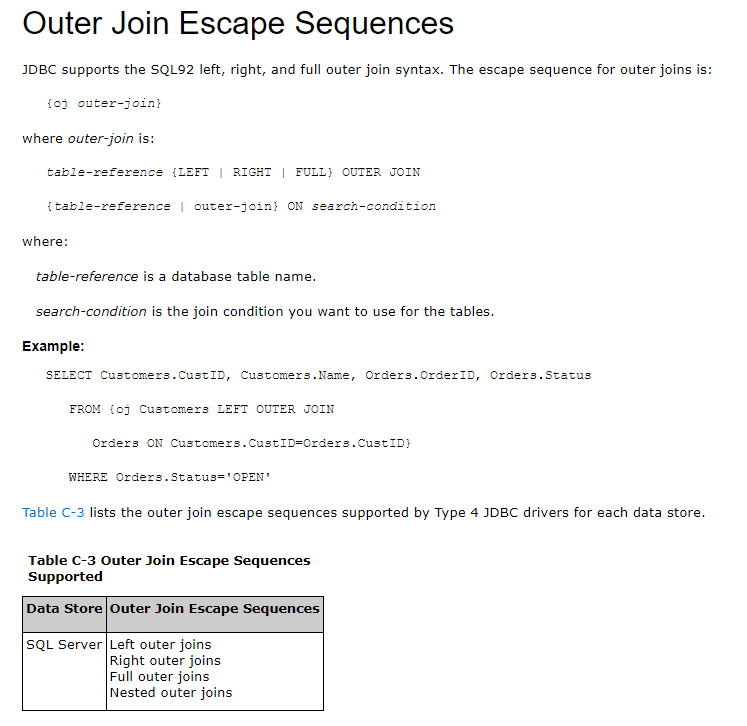 Outer Join Escape Sequences
JDBC supports the SQL92 left, right, and full outer join syntax. The escape sequence for outer joins is:
{oj outer-join}
where outer-join is:
table-reference {LEFT | RIGHT | FULL} OUTER JOIN
{table-reference | outer-join} ON search-condition
where:
table-reference is a database table name.
search-condition is the join condition you want to use for the tables.
Example:
SELECT Customers.CustID, Customers.Name, Orders.OrderID, Orders.Status
FROM {oj Customers LEFT OUTER JOIN
Orders ON Customers.CustID=Orders.CustID}
WHERE Orders.Status='OPEN'
Table C-3 lists the outer join escape sequences supported by Type 4 JDBC drivers for each data store.
Table C-3 Outer Join Escape Sequences
Supported
Data Store Outer Join Escape Sequences
SQL Server Left outer joins
Right outer joins
Full outer joins
Nested outer joins